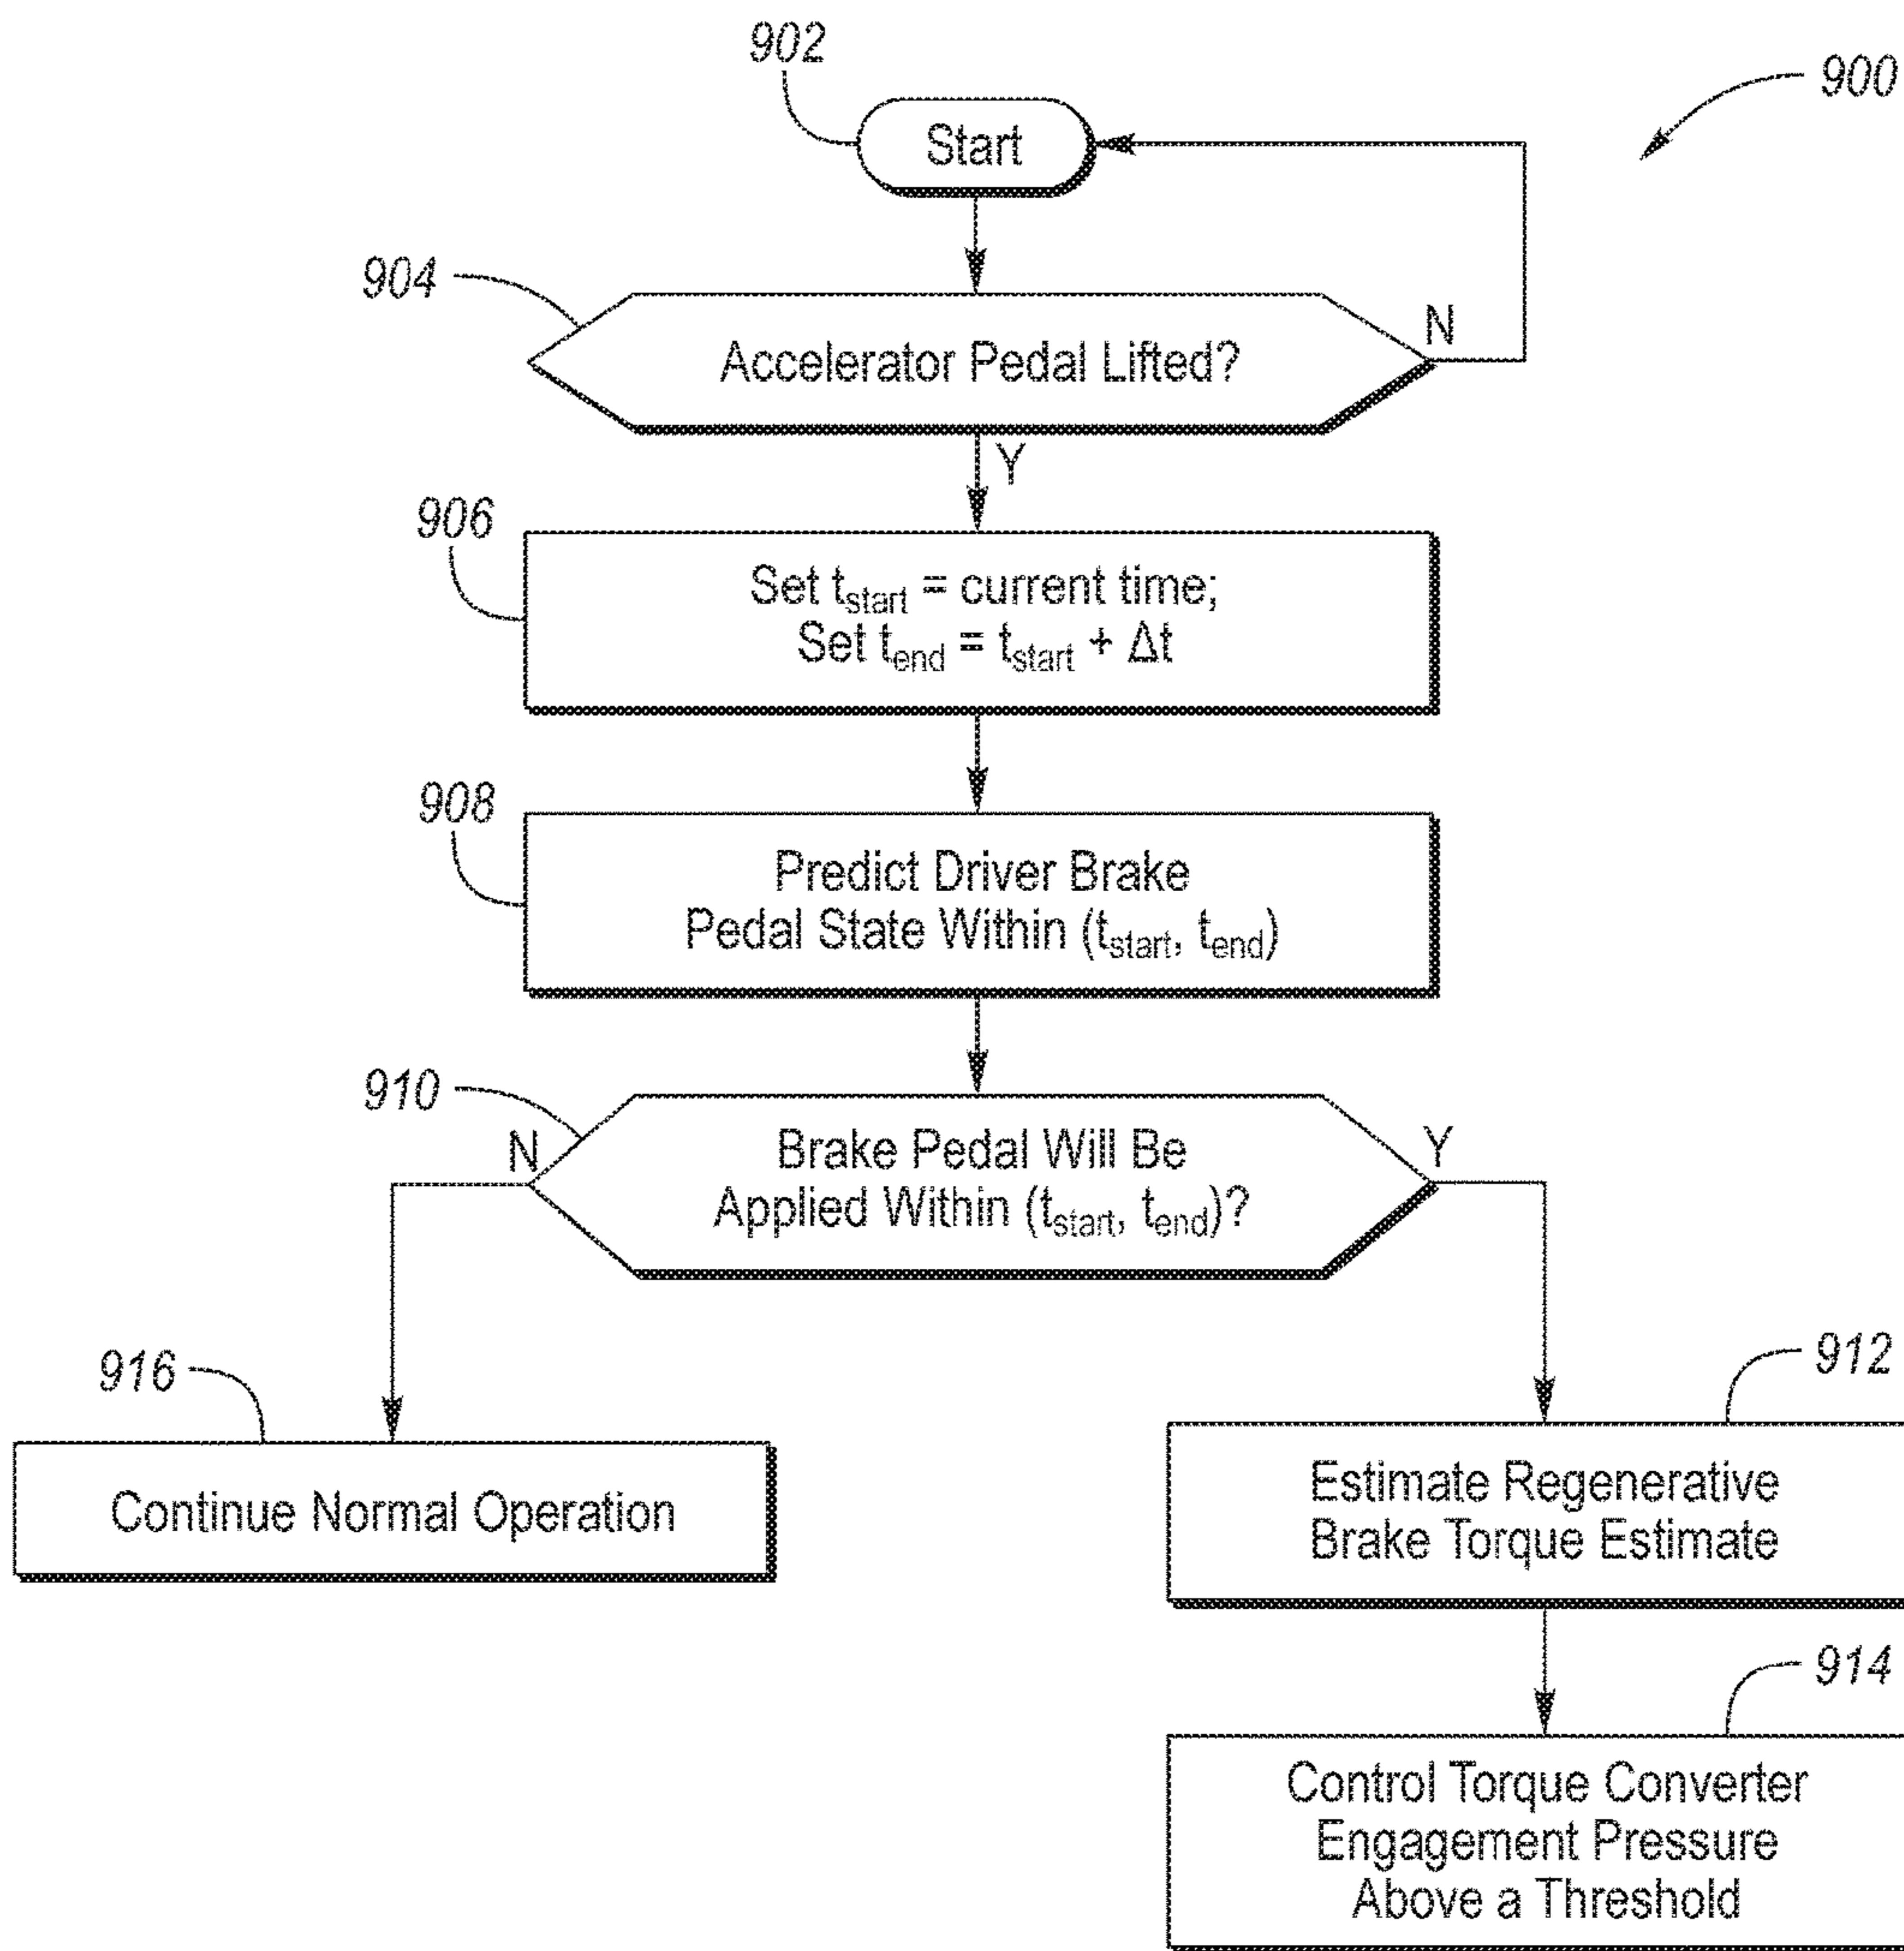 902
900
Start
904
N
Accelerator Pedal Lifted?
Y
906
Set tstart = current time;
Set tend = tstart + Δt
908
Predict Driver Brake
Pedal State Within (tstart, tend)
910
N
Brake Pedal Will Be
Y
Applied Within (tstart, tend)?
916
912
Continue Normal Operation
Estimate Regenerative
Brake Torque Estimate
914
Control Torque Converter
Engagement Pressure
Above a Threshold